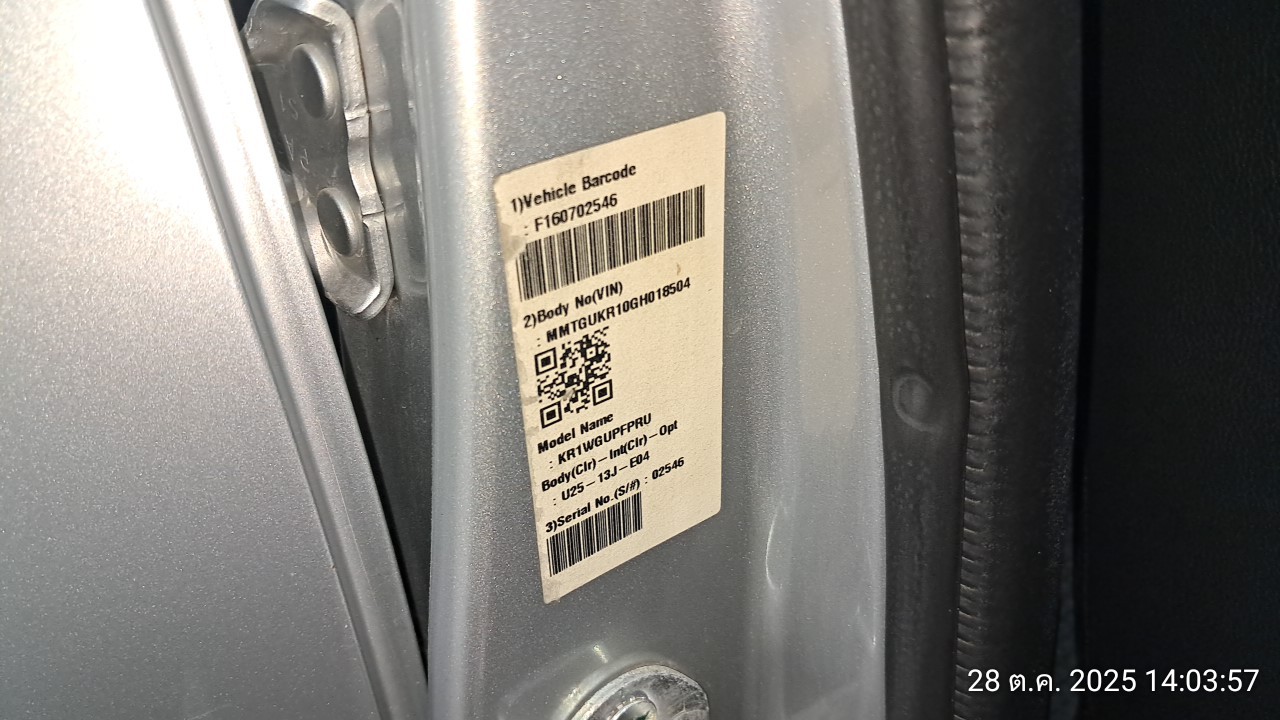 1)Vehicle Barcode
: F160702546
2)Body No(VIN)
: MMTGUKR10GH018504
Model Name
: KR1WGUPFPRU
Body(Clr)－Int(Clr)－Opt
: U25－13J－E04
3)Serial No.(S/#) : 02546
28 ต.ค. 2025 14:03:57